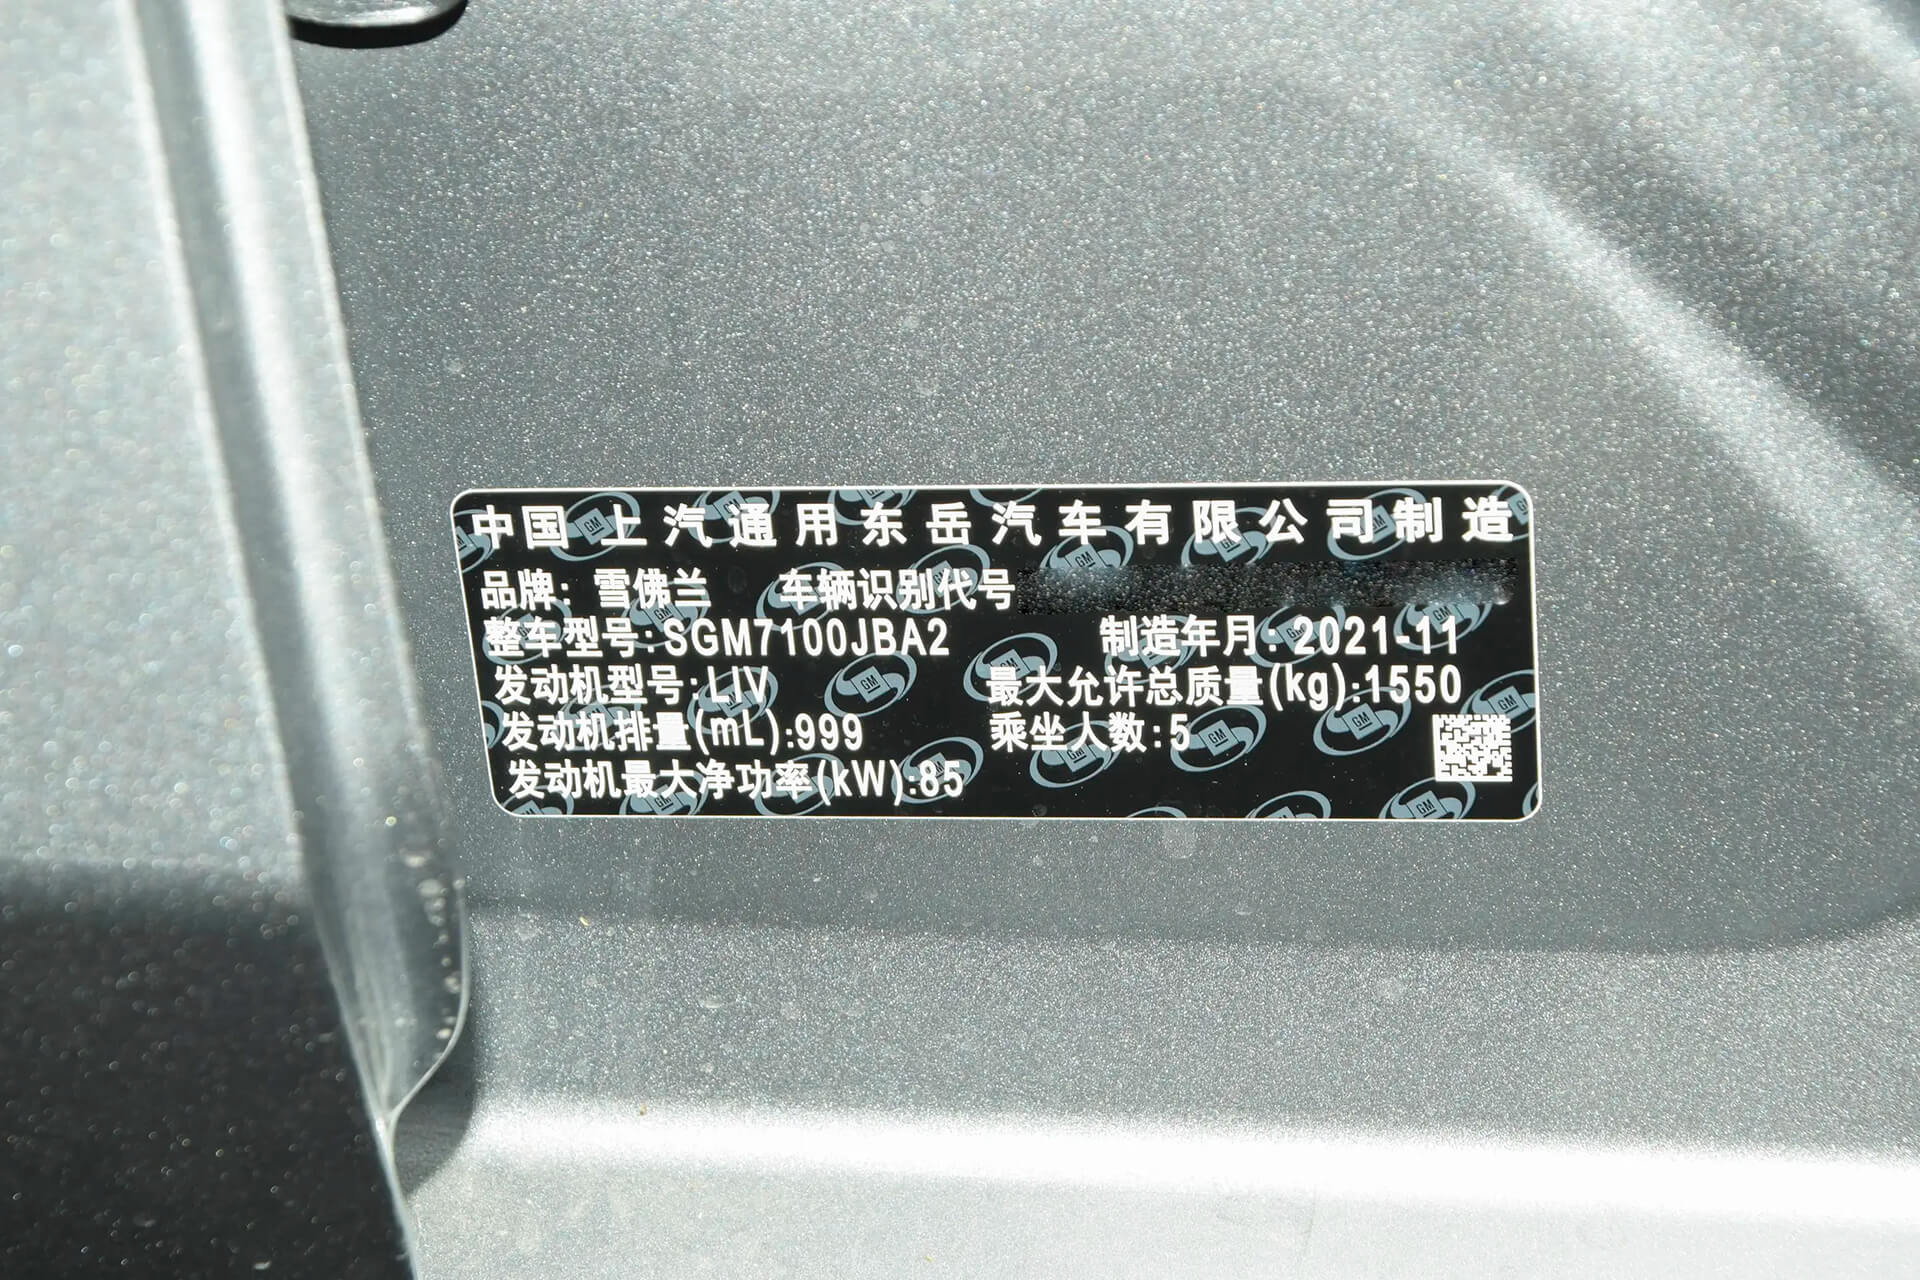 中国上汽通用东岳汽车有限公司制造
品牌：雪佛兰 车辆识别代号
整车型号:SGM7100JBA2 制造年月:2021-11
发动机型号:LIV 最大允许总质量(kg):1550
发动机排量(mL):999 乘坐人数:5
发动机最大净功率(kW):85